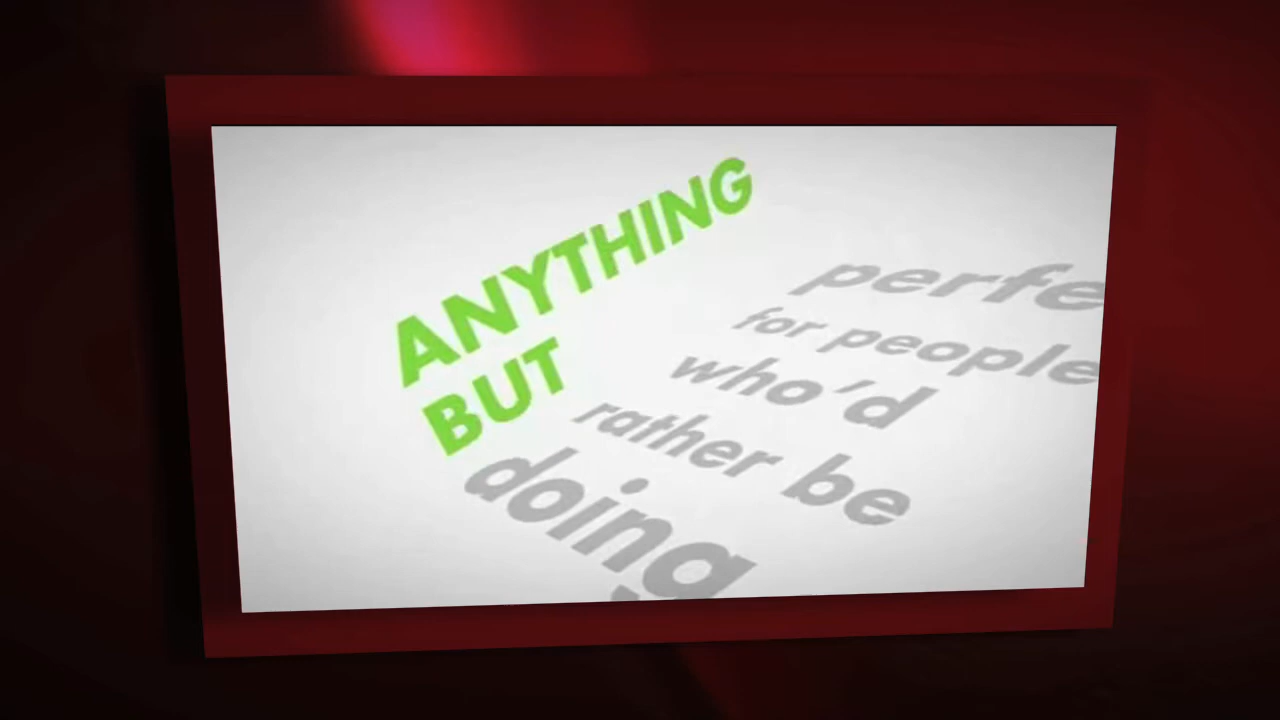 perfe
for people
who'd
rather be
doing
ANYTHING
BUT